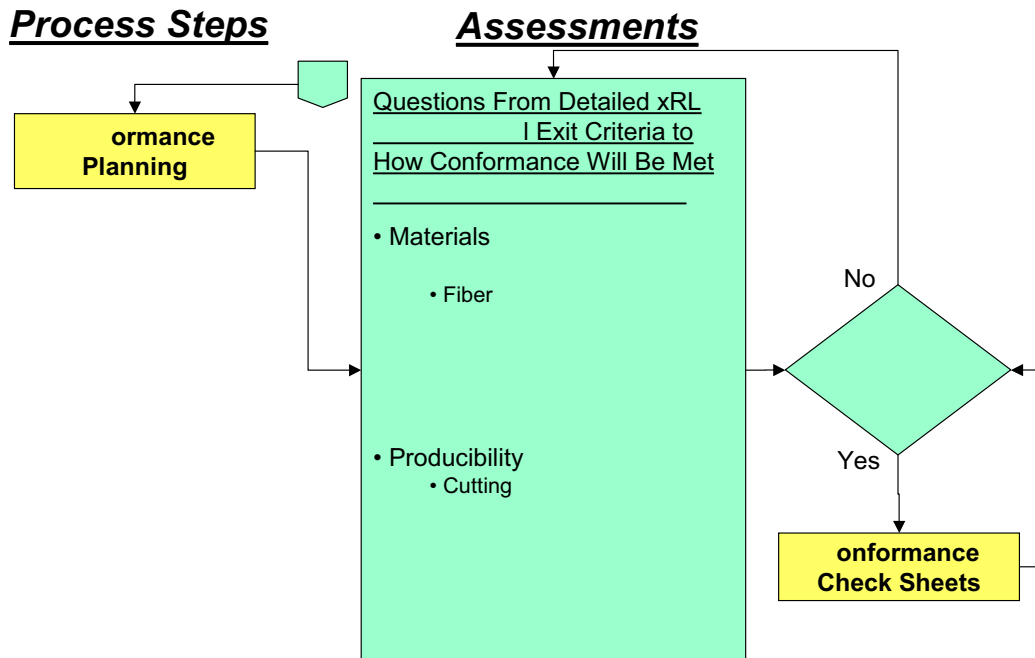 Process Steps
Assessments
ormance
Planning
Questions From Detailed xRL
l Exit Criteria to
How Conformance Will Be Met
• Materials
• Fiber
• Producibility
• Cutting
No
Yes
onformance
Check Sheets